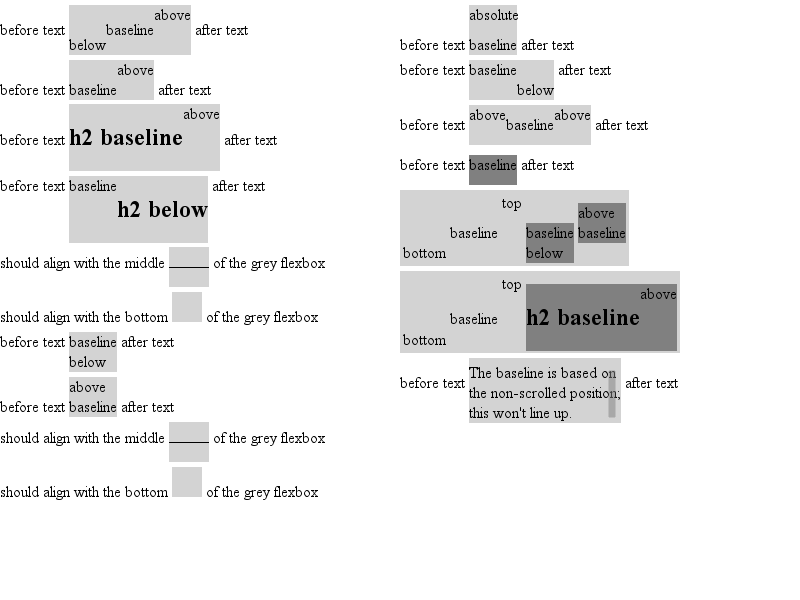 above
before text baseline after text
below
above
before text baseline after text
above
before text h2 baseline after text
before text baseline after text
h2 below
should align with the middle of the grey flexbox
should align with the bottom of the grey flexbox
before text baseline after text
below
above
before text baseline after text
should align with the middle of the grey flexbox
should align with the bottom of the grey flexbox
absolute
before text baseline after text
before text baseline after text
below
above above
before text baseline after text
before text baseline after text
top above
baseline baseline baseline
bottom below
top above
baseline h2 baseline
bottom
The baseline is based on
before text the non-scrolled position; after text
this won't line up.